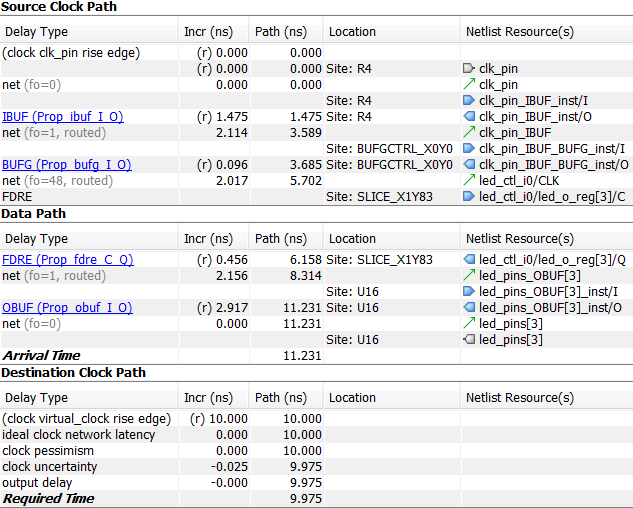 Source Clock Path
Delay Type Incr (ns) Path (ns) Location Netlist Resource(s)
(clock clk_pin rise edge) (r) 0.000 0.000
(r) 0.000 0.000 Site: R4 clk_pin
net (fo=0) 0.000 0.000 clk_pin
Site: R4 clk_pin_IBUF_inst/I
IBUF (Prop_ibuf_I_O) (r) 1.475 1.475 Site: R4 clk_pin_IBUF_inst/O
net (fo=1, routed) 2.114 3.589 clk_pin_IBUF
Site: BUFGCTRL_X0Y0 clk_pin_IBUF_BUFG_inst/I
BUFG (Prop_bufg_I_O) (r) 0.096 3.685 Site: BUFGCTRL_X0Y0 clk_pin_IBUF_BUFG_inst/O
net (fo=48, routed) 2.017 5.702 led_ctl_i0/CLK
FDRE Site: SLICE_X1Y83 led_ctl_i0/led_o_reg[3]/C
Data Path
Delay Type Incr (ns) Path (ns) Location Netlist Resource(s)
FDRE (Prop_fdre_C_Q) (r) 0.456 6.158 Site: SLICE_X1Y83 led_ctl_i0/led_o_reg[3]/Q
net (fo=1, routed) 2.156 8.314 led_pins_OBUF[3]
Site: U16 led_pins_OBUF[3]_inst/I
OBUF (Prop_obuf_I_O) (r) 2.917 11.231 Site: U16 led_pins_OBUF[3]_inst/O
net (fo=0) 0.000 11.231 led_pins[3]
Site: U16 led_pins[3]
Arrival Time 11.231
Destination Clock Path
Delay Type Incr (ns) Path (ns) Location Netlist Resource(s)
(clock virtual_clock rise edge) (r) 10.000 10.000
ideal clock network latency 0.000 10.000
clock pessimism 0.000 10.000
clock uncertainty -0.025 9.975
output delay -0.000 9.975
Required Time 9.975